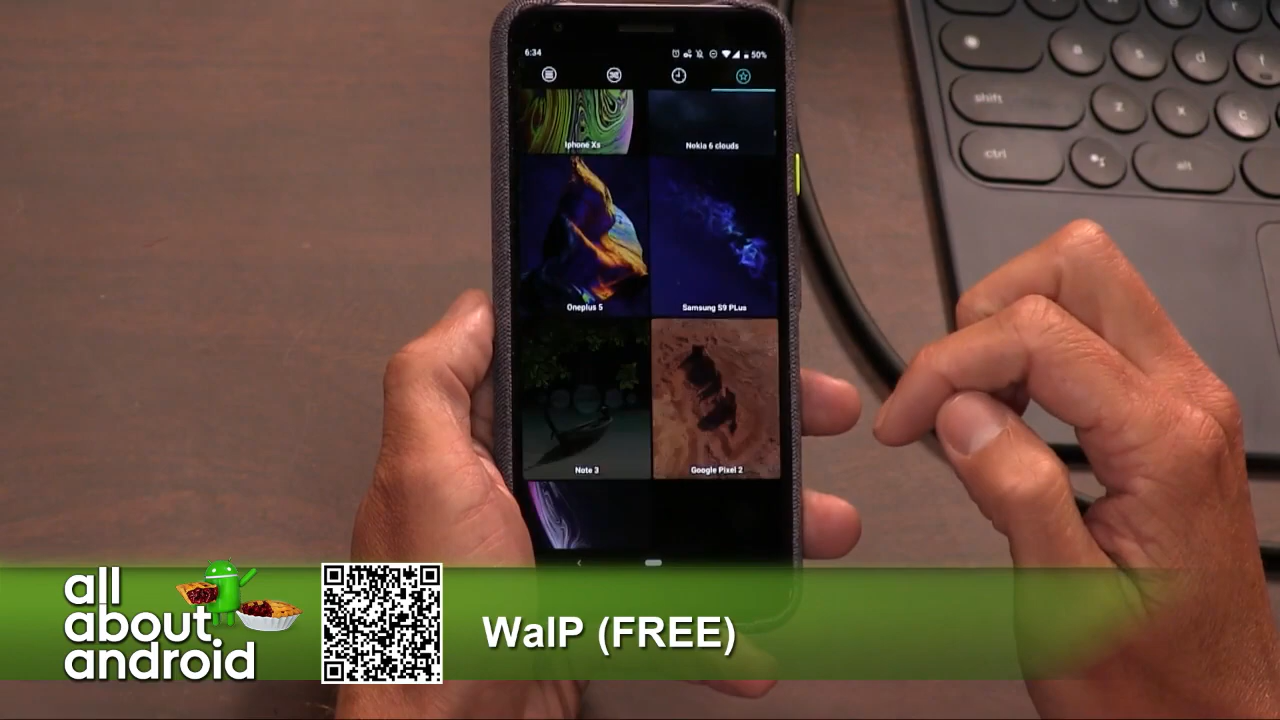 6:34
50%
Iphone Xs
Nokia 6 clouds
Oneplus 5
Samsung S9 PLus
Note 3
Google Pixel 2
a
s
d
f
shift
z
x
c
ctrl
alt
all
about
android
WalP (FREE)